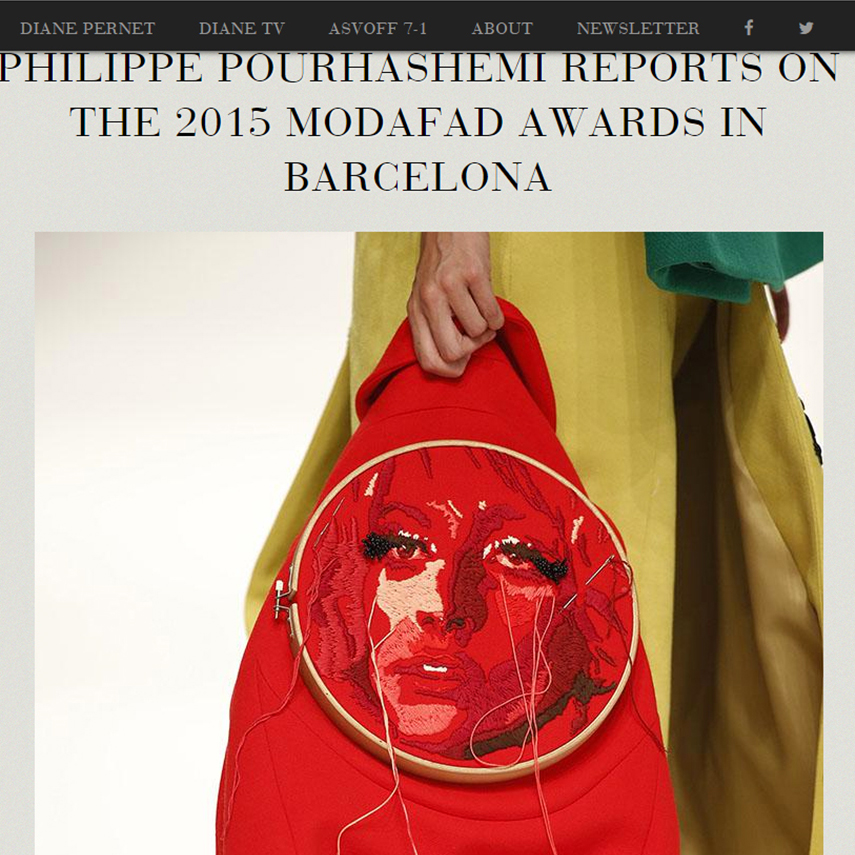 DIANE PERNET DIANE TV ASVOFF 7-1 ABOUT NEWSLETTER
PHILIPPE POURHASHEMI REPORTS ON
THE 2015 MODAFAD AWARDS IN
BARCELONA